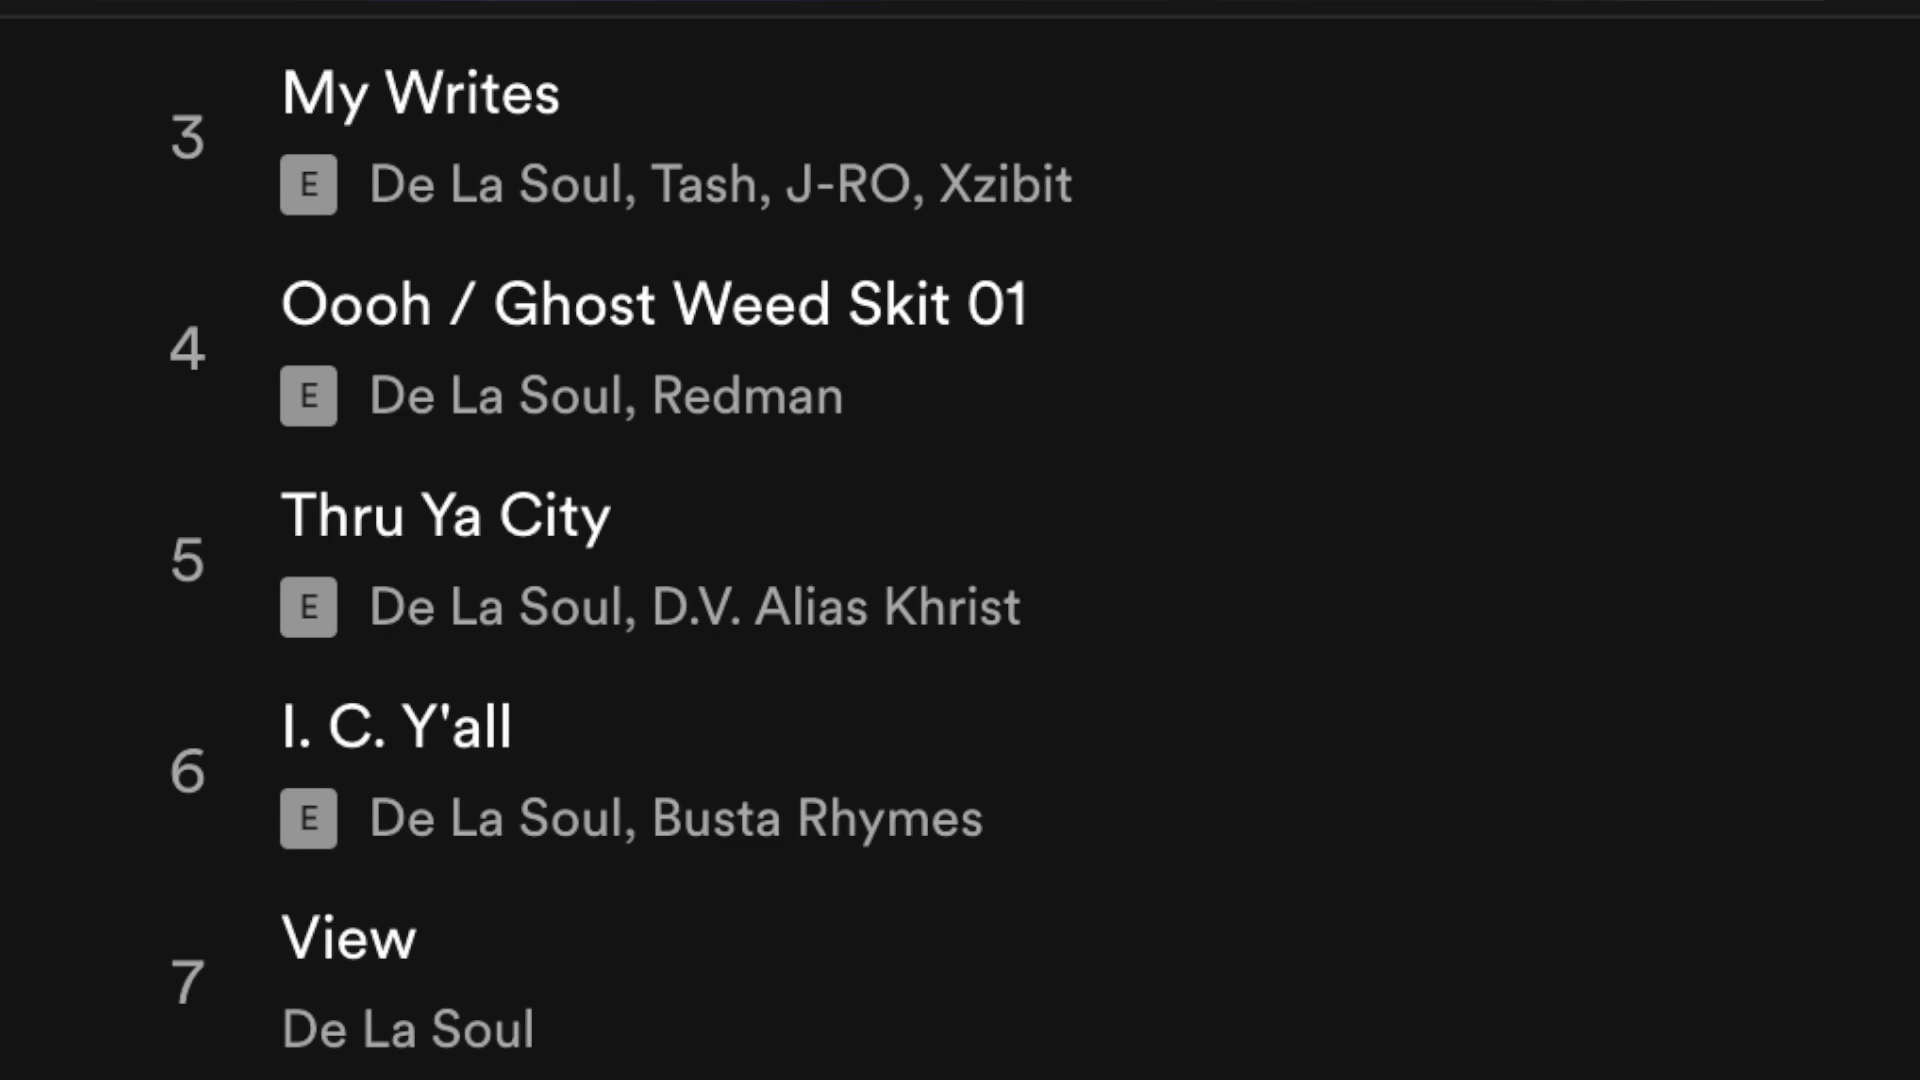 3
My Writes
E De La Soul, Tash, J-RO, Xzibit
4
Oooh / Ghost Weed Skit 01
E De La Soul, Redman
5
Thru Ya City
E De La Soul, D.V. Alias Khrist
6
I. C. Y'all
E De La Soul, Busta Rhymes
7
View
De La Soul